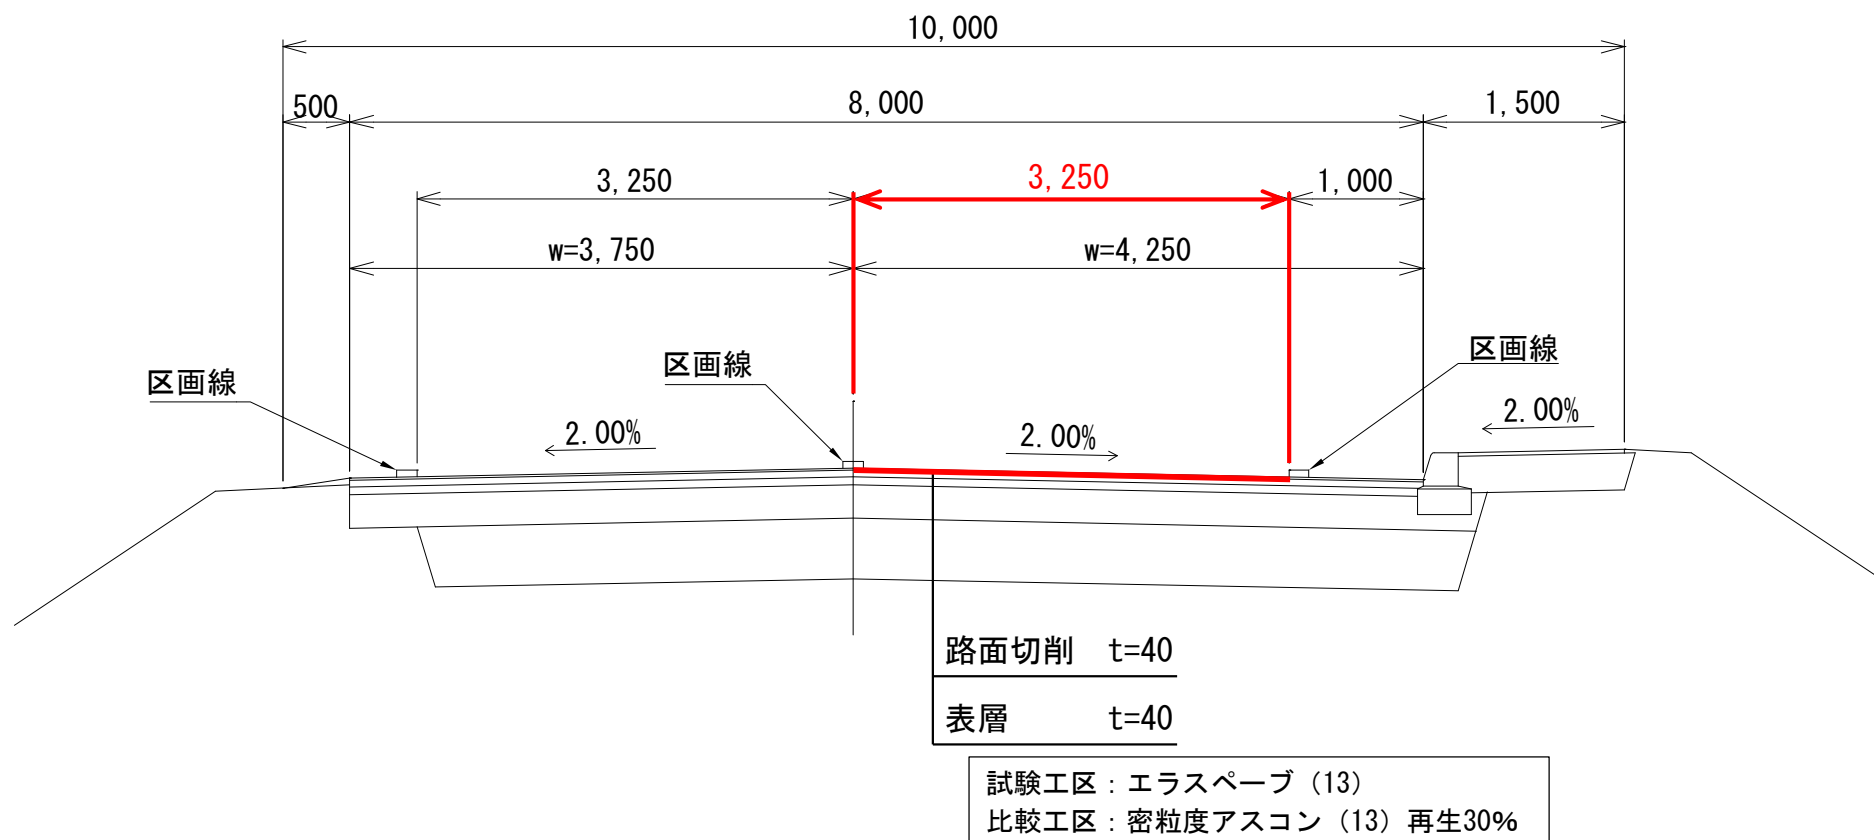 10,000
500
8,000
1,500
3,250
3,250
1,000
w=3,750
w=4,250
区画線
区画線
区画線
2.00%
2.00%
2.00%
路面切削 t=40
表層 t=40
試験工区：エラスペーブ（13）
比較工区：密粒度アスコン（13）再生30%